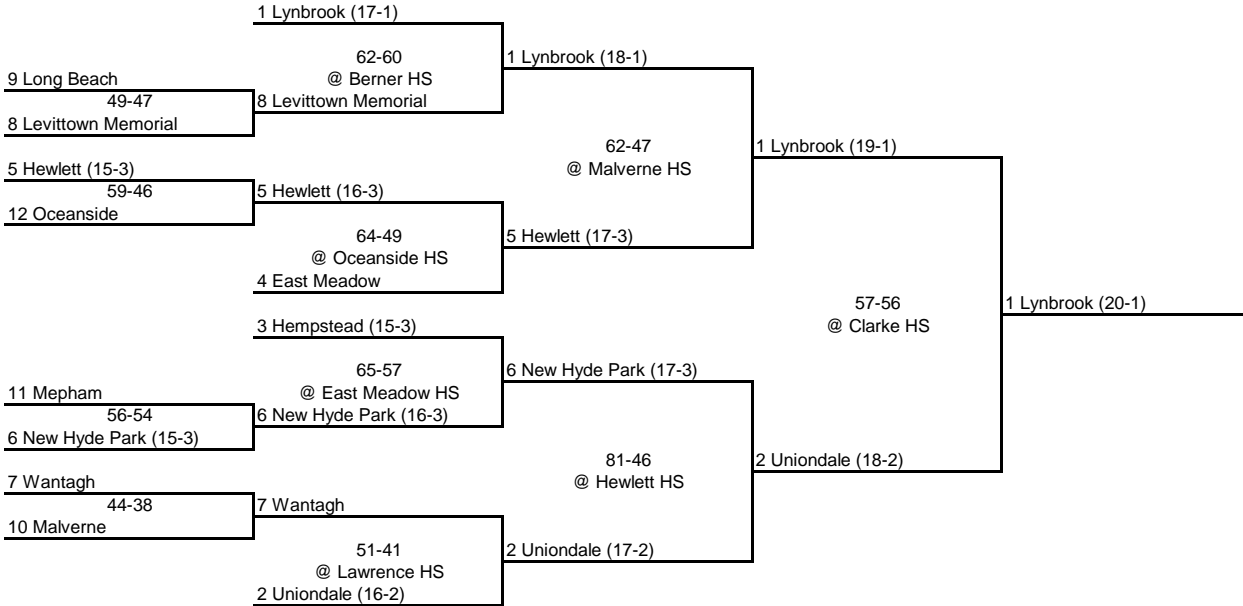 1 Lynbrook (17-1)
62-60
@ Berner HS
1 Lynbrook (18-1)
9 Long Beach
49-47
8 Levittown Memorial
8 Levittown Memorial
62-47
@ Malverne HS
1 Lynbrook (19-1)
5 Hewlett (15-3)
59-46
5 Hewlett (16-3)
12 Oceanside
64-49
@ Oceanside HS
5 Hewlett (17-3)
4 East Meadow
57-56
@ Clarke HS
1 Lynbrook (20-1)
3 Hempstead (15-3)
65-57
@ East Meadow HS
6 New Hyde Park (17-3)
11 Mepham
56-54
6 New Hyde Park (16-3)
6 New Hyde Park (15-3)
81-46
@ Hewlett HS
2 Uniondale (18-2)
7 Wantagh
44-38
7 Wantagh
10 Malverne
51-41
@ Lawrence HS
2 Uniondale (17-2)
2 Uniondale (16-2)